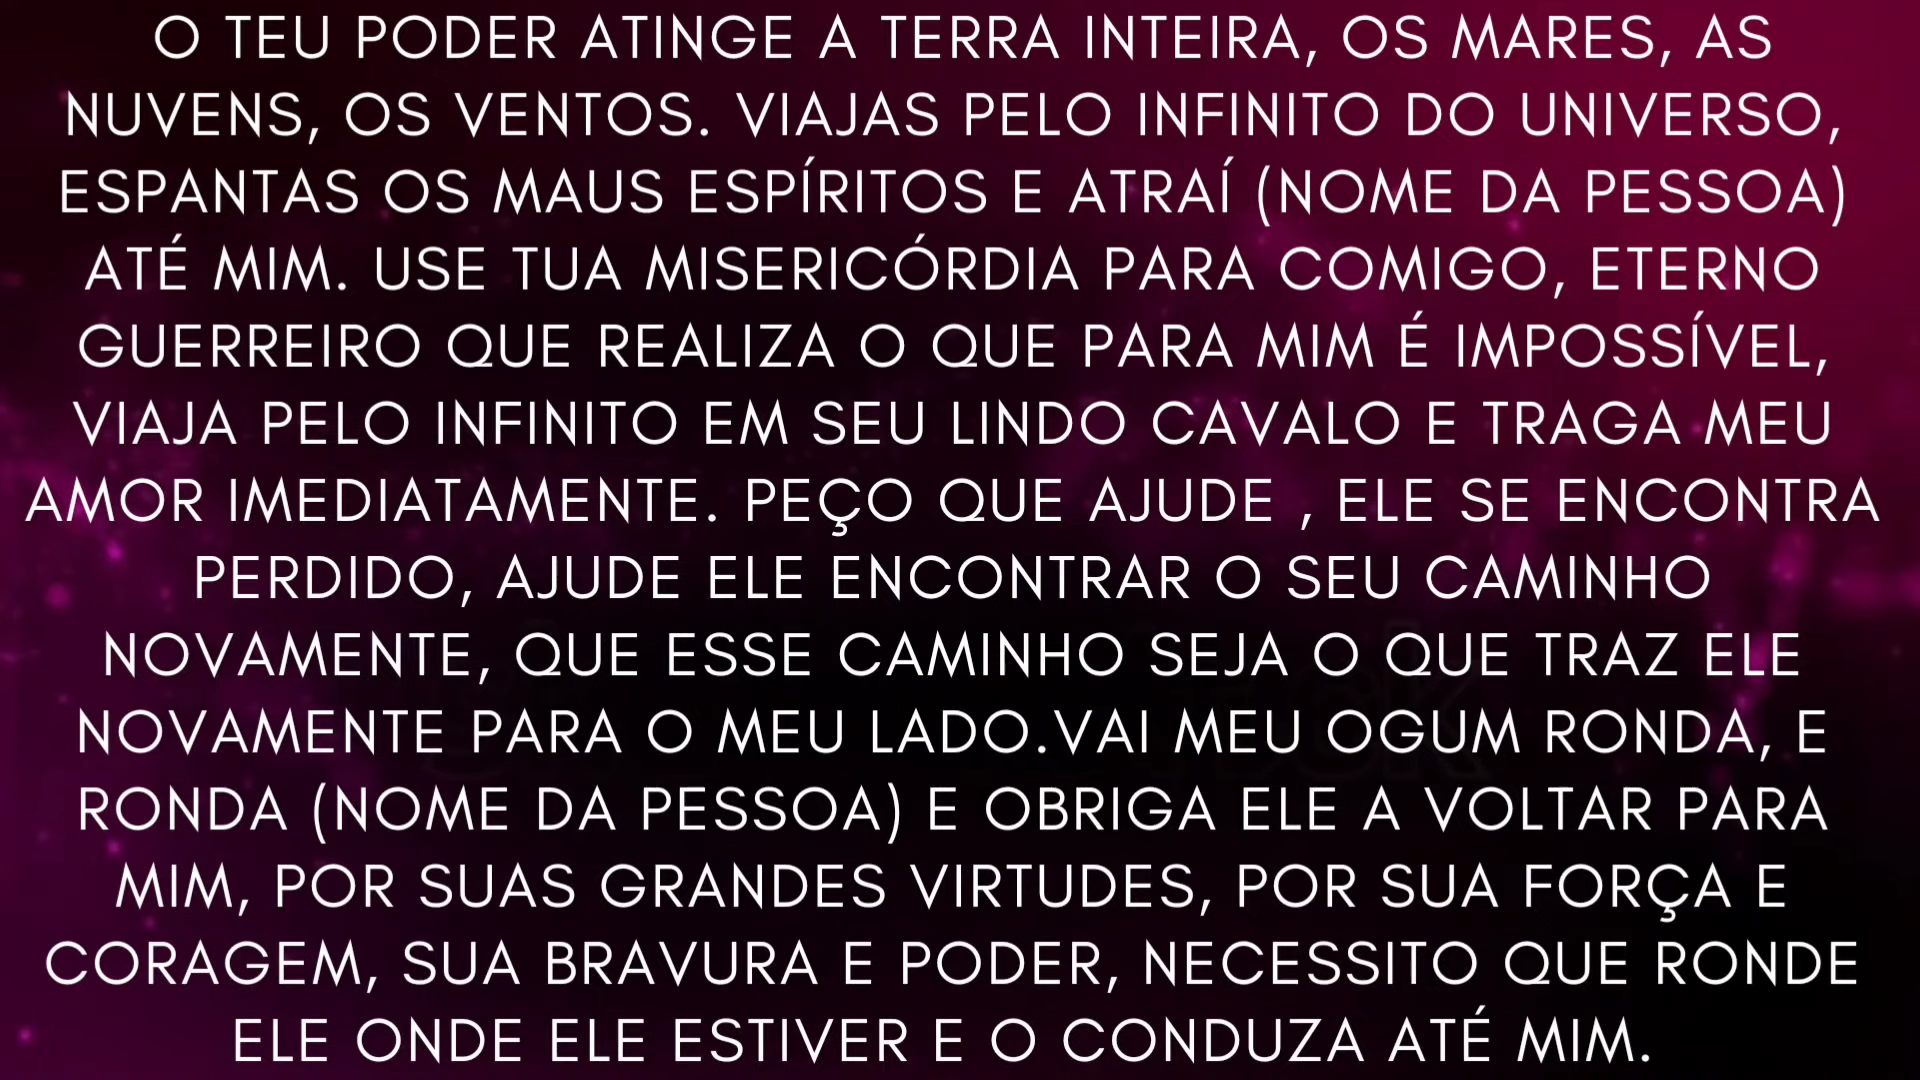 O TEU PODER ATINGE A TERRA INTEIRA, OS MARES, AS
NUVENS, OS VENTOS. VIAJAS PELO INFINITO DO UNIVERSO,
ESPANTAS OS MAUS ESPÍRITOS E ATRAÍ (NOME DA PESSOA)
ATÉ MIM. USE TUA MISERICÓRDIA PARA COMIGO, ETERNO
GUERREIRO QUE REALIZA O QUE PARA MIM É IMPOSSÍVEL,
VIAJA PELO INFINITO EM SEU LINDO CAVALO E TRAGA MEU
AMOR IMEDIATAMENTE. PEÇO QUE AJUDE , ELE SE ENCONTRA
PERDIDO, AJUDE ELE ENCONTRAR O SEU CAMINHO
NOVAMENTE, QUE ESSE CAMINHO SEJA O QUE TRAZ ELE
NOVAMENTE PARA O MEU LADO.VAI MEU OGUM RONDA, E
RONDA (NOME DA PESSOA) E OBRIGA ELE A VOLTAR PARA
MIM, POR SUAS GRANDES VIRTUDES, POR SUA FORÇA E
CORAGEM, SUA BRAVURA E PODER, NECESSITO QUE RONDE
ELE ONDE ELE ESTIVER E O CONDUZA ATÉ MIM.